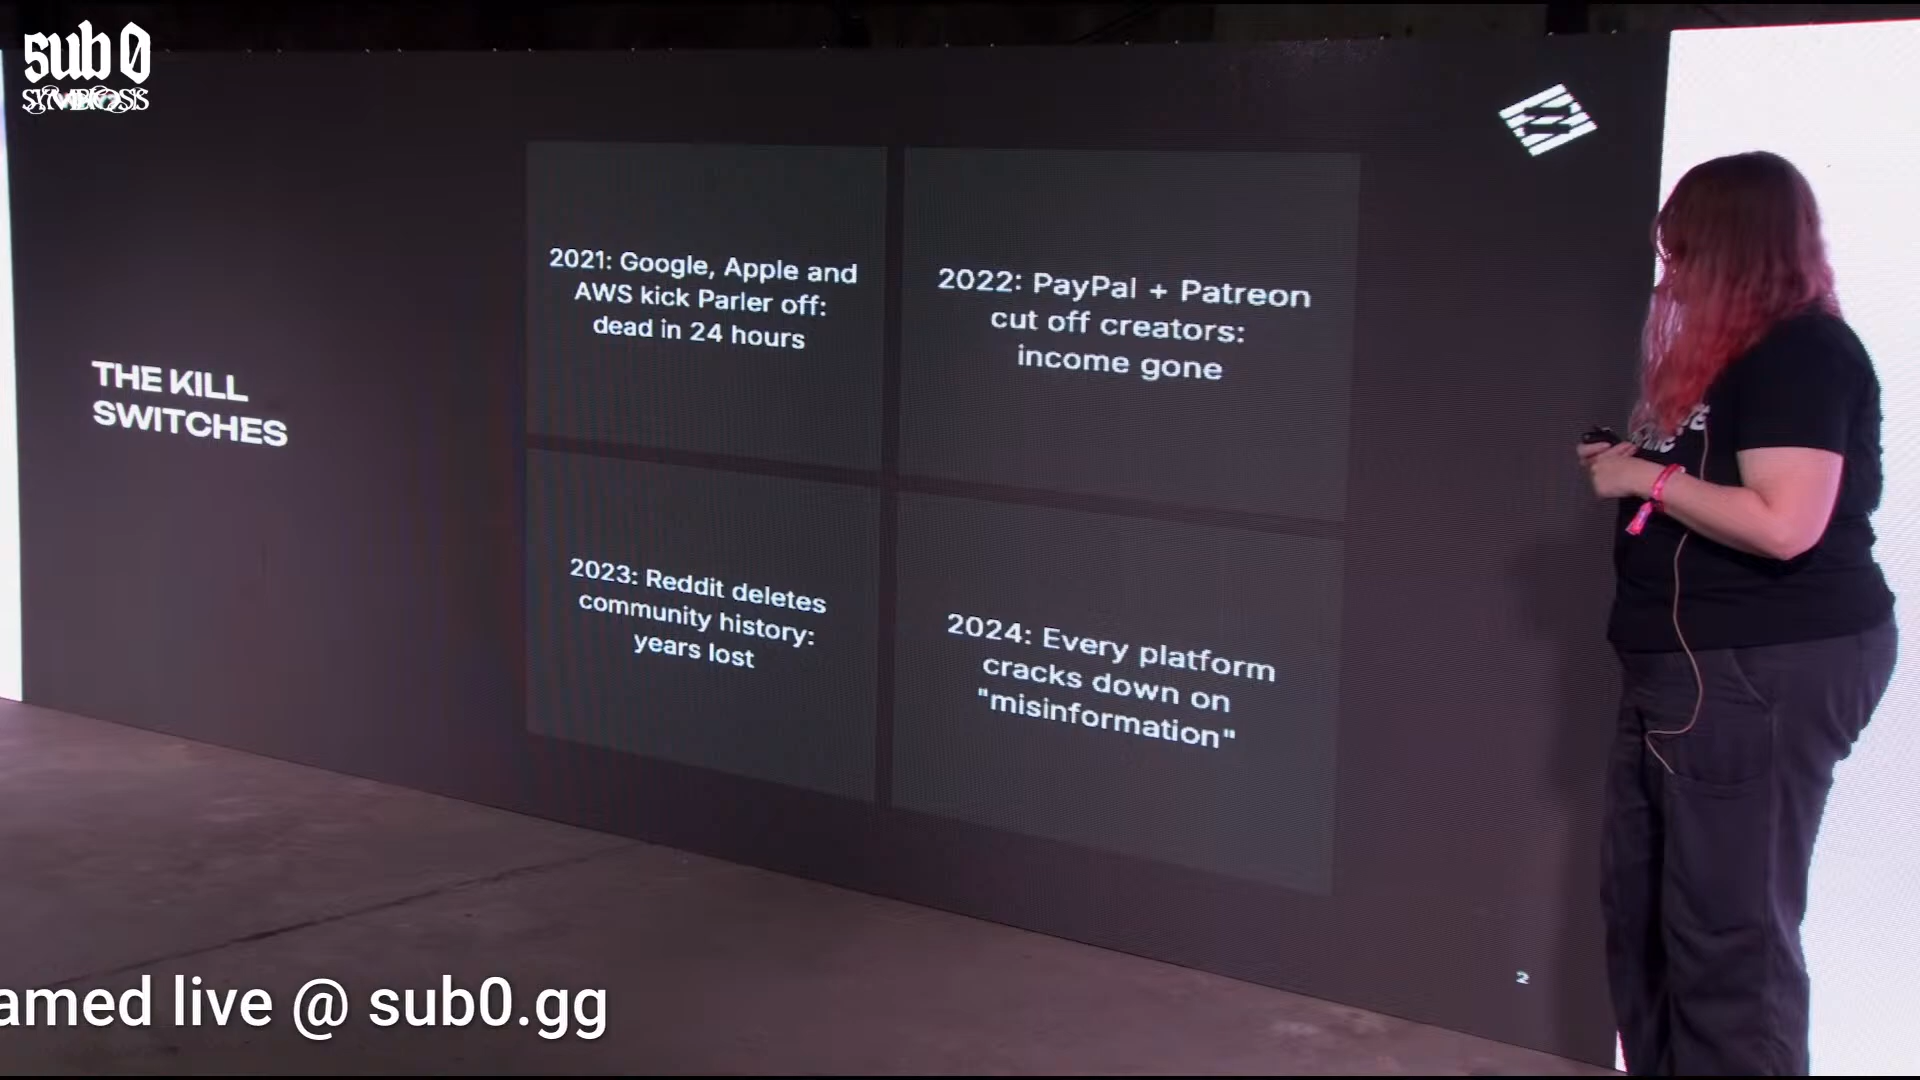 sub0
SYMBIOSIS
THE KILL
SWITCHES
2021: Google, Apple and
AWS kick Parler off:
dead in 24 hours
2022: PayPal + Patreon
cut off creators:
income gone
2023: Reddit deletes
community history:
years lost
2024: Every platform
cracks down on
"misinformation"
2
amed live @ sub0.gg